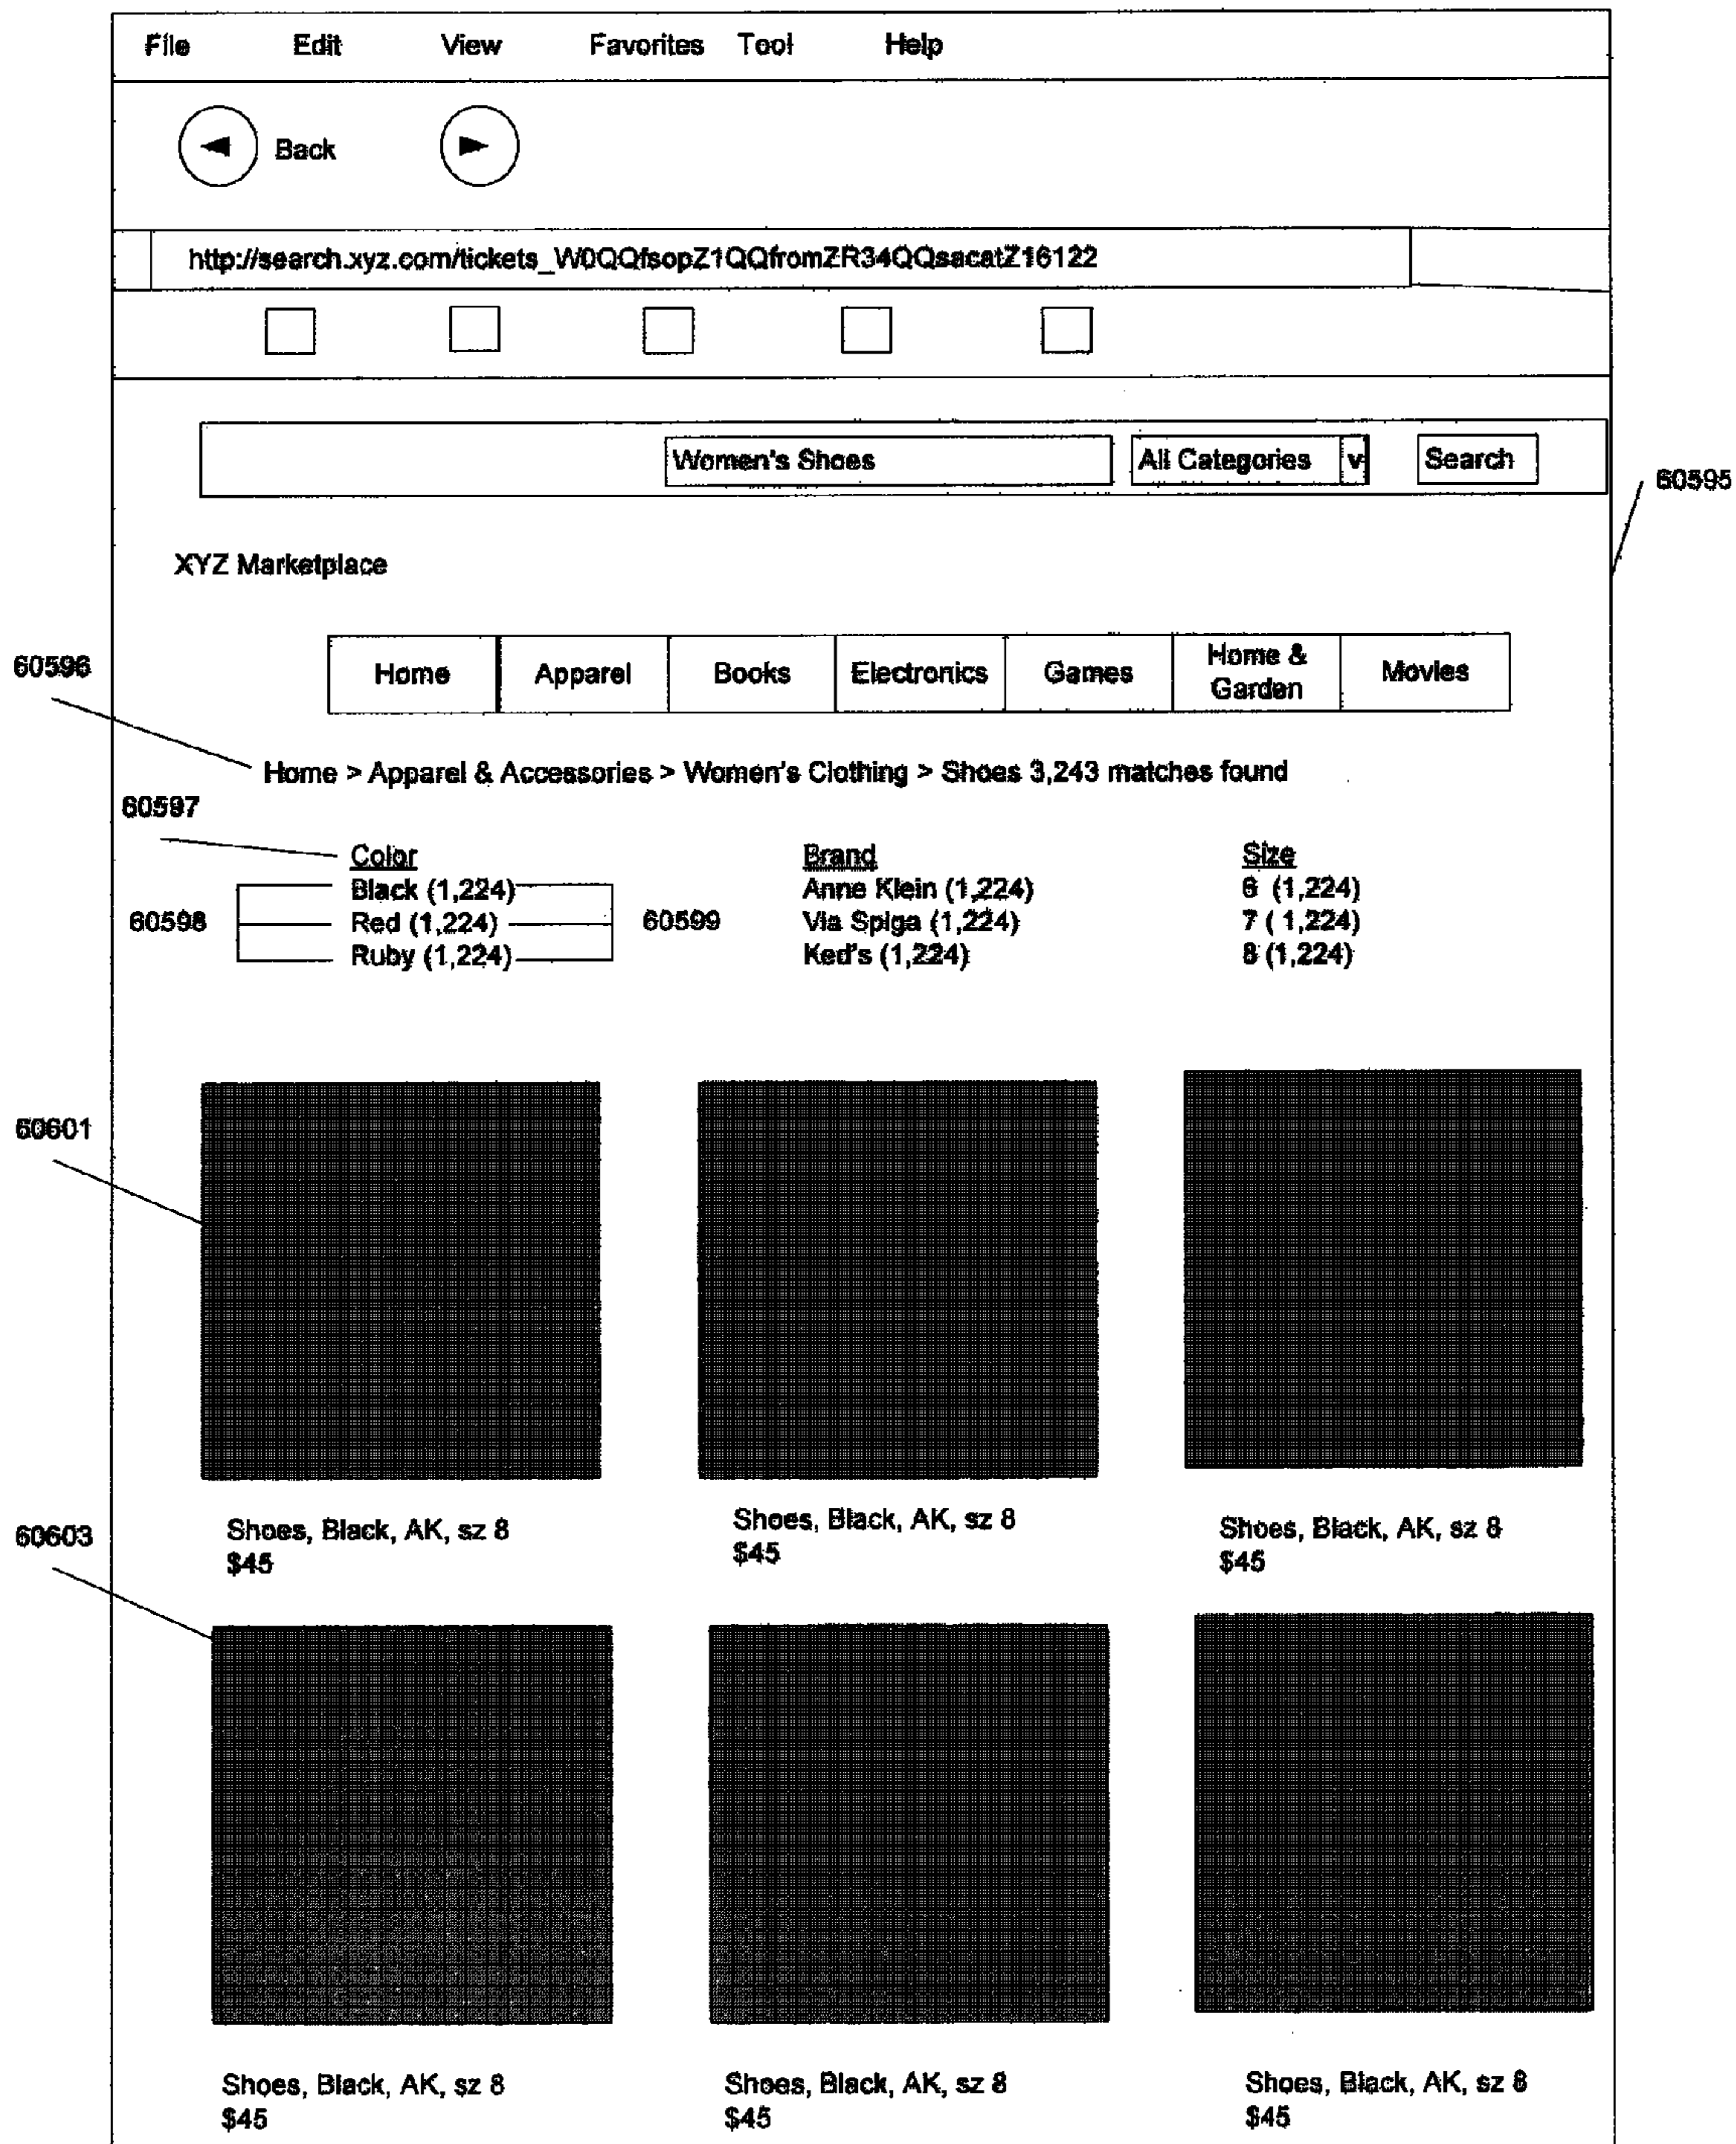 File Edit View Favorites Tool Help
Back
http://search.xyz.com/tickets_W0QQfsopZ1QQfromZR34QQsacatZ16122
Women's Shoes All Categories v Search
60595
XYZ Marketplace
60596
Home Apparel Books Electronics Games Home & Garden Movies
Home > Apparel & Accessories > Women's Clothing > Shoes 3,243 matches found
60597
Color Brand Size
Black (1,224) Anne Klein (1,224) 6 (1,224)
60598 Red (1,224) 60599 Via Spiga (1,224) 7 ( 1,224)
Ruby (1,224) Ked's (1,224) 8 (1,224)
60601
Shoes, Black, AK, sz 8 Shoes, Black, AK, sz 8 Shoes, Black, AK, sz 8
60603
$45 $45 $45
Shoes, Black, AK, sz 8 Shoes, Black, AK, sz 8 Shoes, Black, AK, sz 8
$45 $45 $45